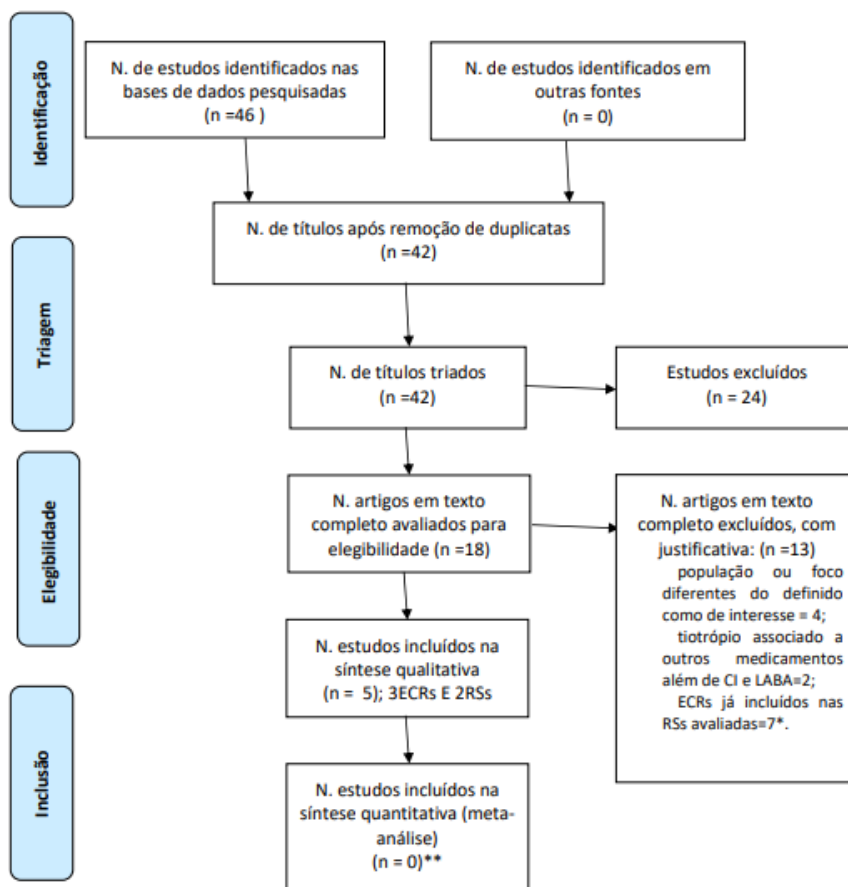 Identificação
N. de estudos identificados nas
bases de dados pesquisadas
(n =46 )
N. de estudos identificados em
outras fontes
(n = 0)
N. de títulos após remoção de duplicatas
(n =42)
Triagem
N. de títulos triados
(n =42)
Estudos excluídos
(n = 24)
Elegibilidade
N. artigos em texto
completo avaliados para
elegibilidade (n =18)
N. artigos em texto
completo excluídos, com
justificativa: (n =13)
população ou foco
diferentes do definido
como de interesse = 4;
tiotrópio associado a
outros medicamentos
além de CI e LABA=2;
ECRs já incluídos nas
RSs avaliadas=7*.
N. estudos incluídos na
síntese qualitativa
(n = 5); 3ECRs E 2RSs
Inclusão
N. estudos incluídos na
síntese quantitativa (meta-
análise)
(n = 0)**